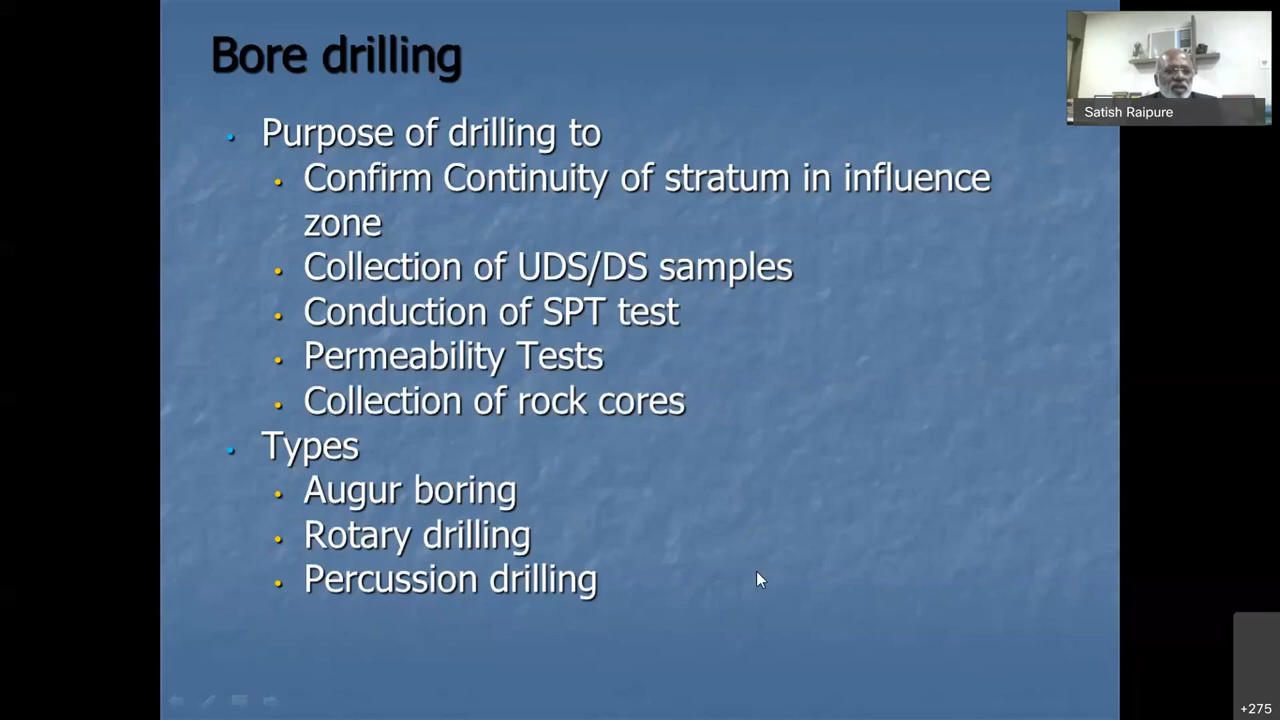 Bore drilling
Purpose of drilling to
Confirm Continuity of stratum in influence
zone
Collection of UDS/DS samples
Conduction of SPT test
Permeability Tests
Collection of rock cores
Types
Augur boring
Rotary drilling
Percussion drilling
Satish Raipure
+275